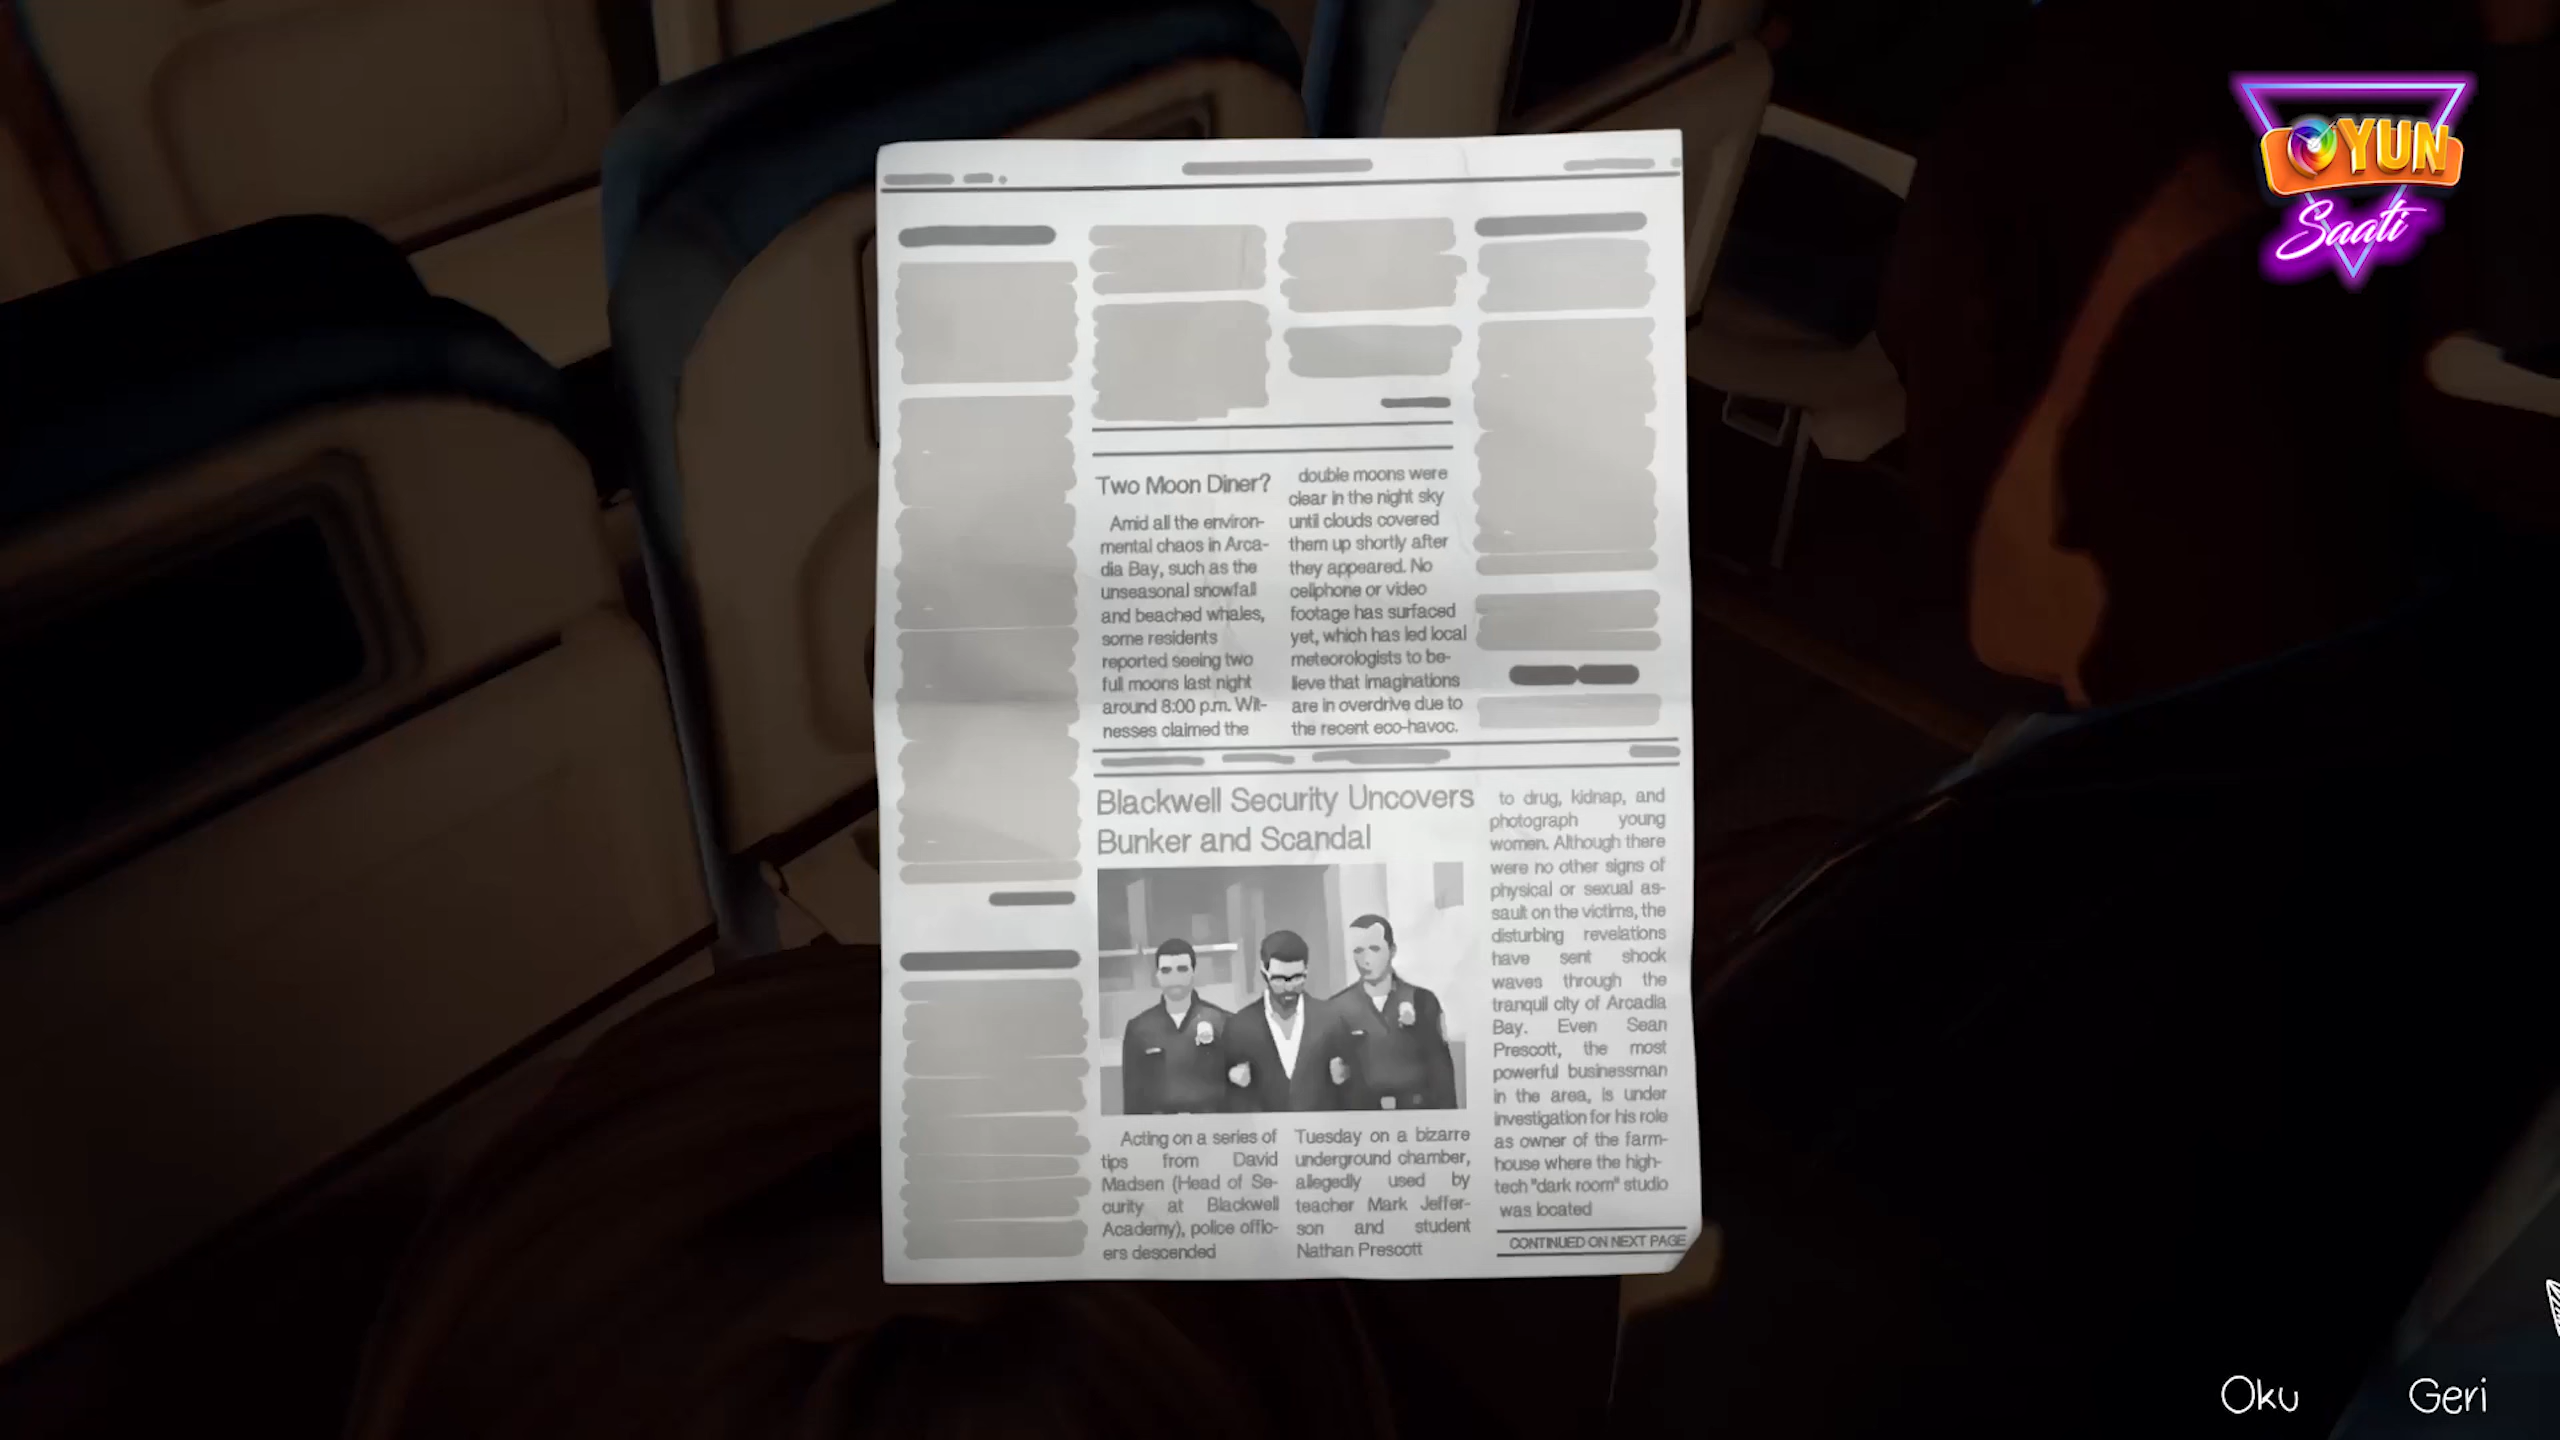 Two Moon Diner?
Amid all the environ-
mental chaos in Arca-
dia Bay, such as the
unseasonal snowfall
and beached whales,
some residents
reported seeing two
full moons last night
around 8:00 p.m. Wit-
nesses claimed the
double moons were
clear in the night sky
until clouds covered
them up shortly after
they appeared. No
cellphone or video
footage has surfaced
yet, which has led local
meteorologists to be-
lieve that imaginations
are in overdrive due to
the recent eco-havoc.
Blackwell Security Uncovers
Bunker and Scandal
Acting on a series of
tips from David
Madsen (Head of Se-
curity at Blackwell
Academy), police offic-
ers descended
Tuesday on a bizarre
underground chamber,
allegedly used by
teacher Mark Jeffer-
son and student
Nathan Prescott
to drug, kidnap, and
photograph young
women. Although there
were no other signs of
physical or sexual as-
sault on the victims, the
disturbing revelations
have sent shock
waves through the
tranquil city of Arcadia
Bay. Even Sean
Prescott, the most
powerful businessman
in the area, is under
investigation for his role
as owner of the farm-
house where the high-
tech "dark room" studio
was located
CONTINUED ON NEXT PAGE
OYUN
Saati
Oku
Geri